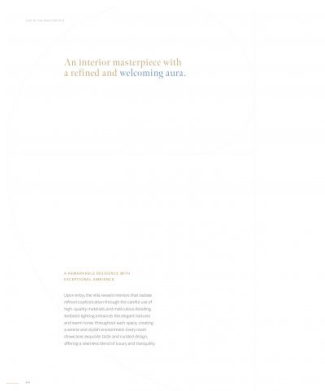 An interior masterpiece with
a refined and welcoming aura.
A REMARKABLE RESIDENCE WITH
EXCEPTIONAL AMBIENCE
Upon entry, the villa reveals interiors that radiate
refined sophistication through the careful use of
high-quality materials and meticulous detailing.
Ambient lighting enhances the elegant textures
and warm tones throughout each space, creating
a serene and stylish environment. Every room
showcases exquisite taste and curated design,
offering a seamless blend of luxury and tranquility.